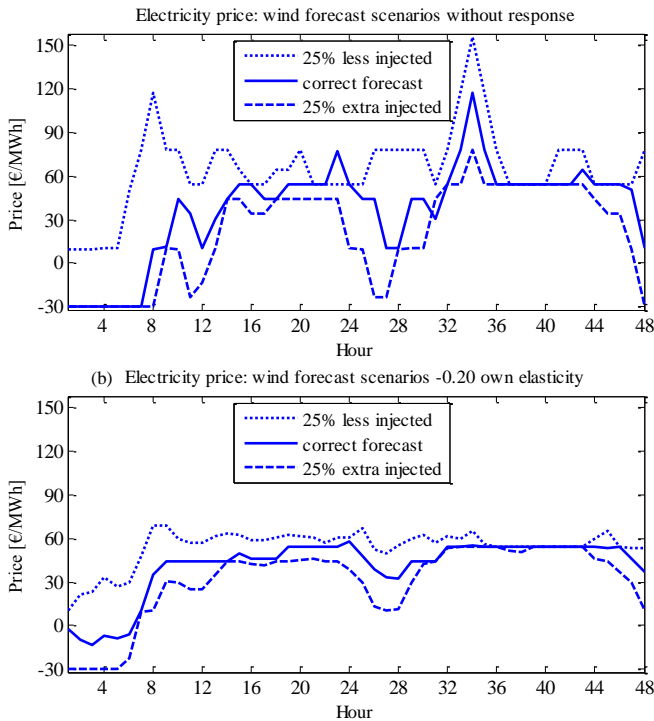 Electricity price: wind forecast scenarios without response
25% less injected
correct forecast
25% extra injected
Price [€/MWh]
150
120
90
60
30
0
-30
4 8 12 16 20 24 28 32 36 40 44 48
Hour
(b) Electricity price: wind forecast scenarios -0.20 own elasticity
25% less injected
correct forecast
25% extra injected
Price [€/MWh]
150
120
90
60
30
0
-30
4 8 12 16 20 24 28 32 36 40 44 48
Hour